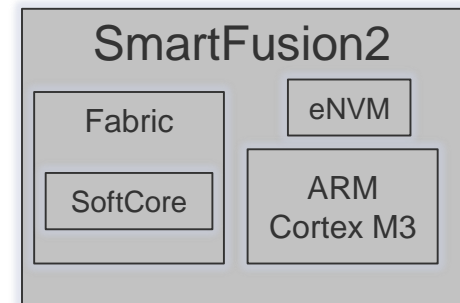 SmartFusion2
Fabric
SoftCore
eNVM
ARM
Cortex M3